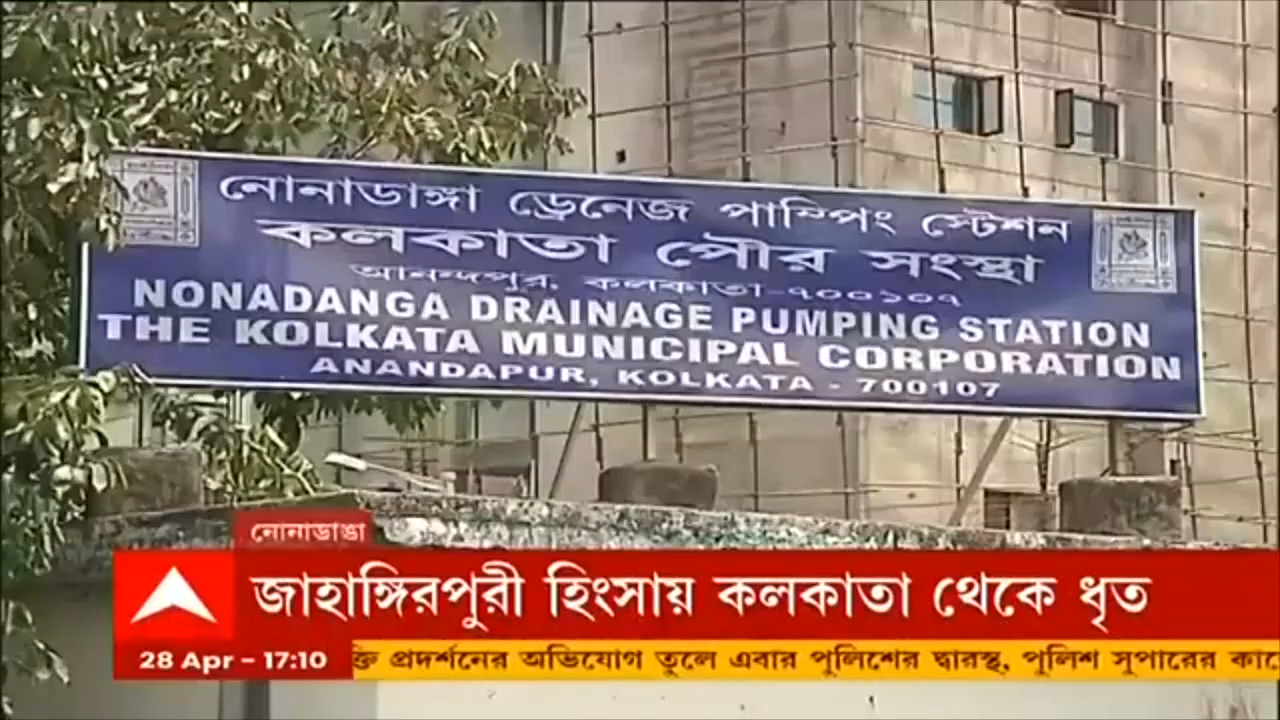 নোনাডাঙ্গা ড্রেনেজ পাম্পিং স্টেশন
কলকাতা পৌর সংস্থা
আনন্দপুর, কলকাতা-৭০০১০৭
NONADANGA DRAINAGE PUMPING STATION
THE KOLKATA MUNICIPAL CORPORATION
ANANDAPUR, KOLKATA - 700107
নোনাডাঙা
জাহাঙ্গিরপুরী হিংসায় কলকাতা থেকে ধৃত
28 Apr - 17:10
প্রদর্শনের অভিযোগ তুলে এবার পুলিশের দ্বারস্থ, পুলিশ সুপারের